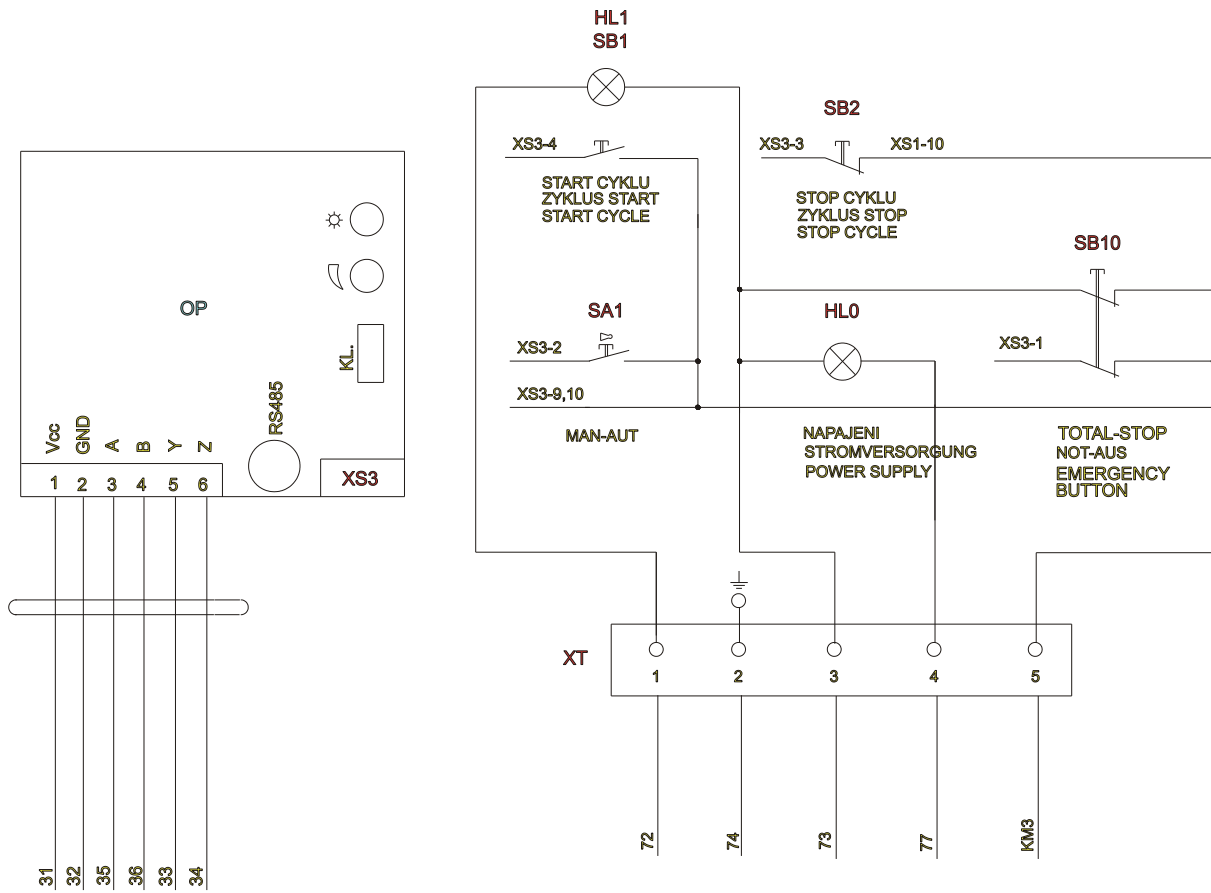 HL1
SB1
SB2
XS3-4
XS3-3
XS1-10
START CYKLU
ZYKLUS START
START CYCLE
STOP CYKLU
ZYKLUS STOP
STOP CYCLE
SB10
OP
SA1
HL0
XS3-2
XS3-1
KL.
XS3-9,10
MAN-AUT
NAPAJENI
STROMVERSORGUNG
POWER SUPPLY
TOTAL-STOP
NOT-AUS
EMERGENCY
BUTTON
Vcc
GND
A
B
Y
Z
RS485
1
2
3
4
5
6
XS3
XT
1
2
3
4
5
72
74
73
77
KM3
31
32
35
36
33
34